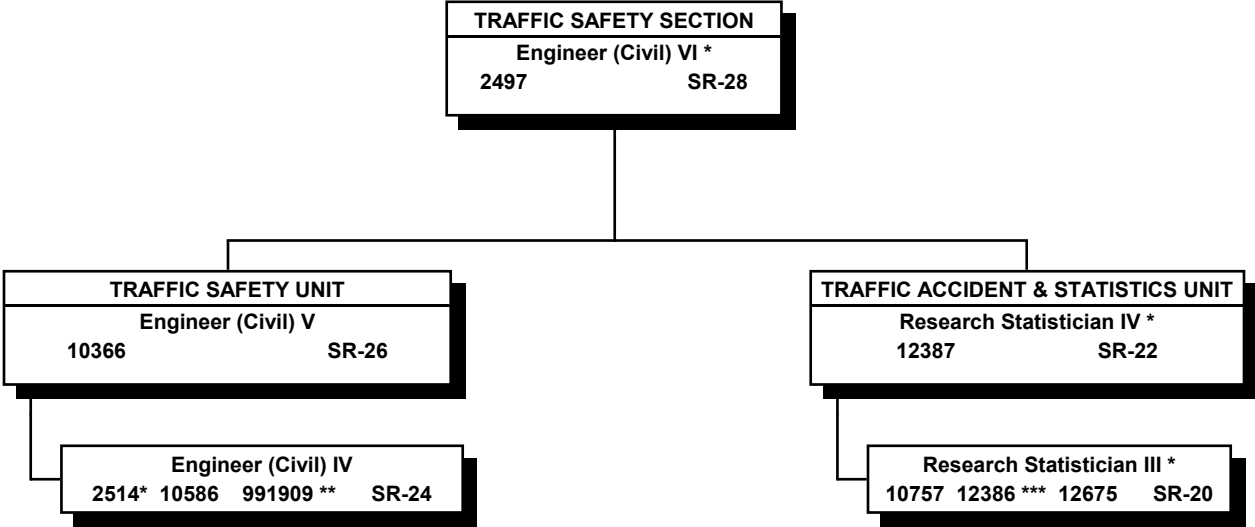 TRAFFIC SAFETY SECTION
Engineer (Civil) VI *
2497 SR-28
TRAFFIC SAFETY UNIT
Engineer (Civil) V
10366 SR-26
Engineer (Civil) IV
2514* 10586 991909 ** SR-24
TRAFFIC ACCIDENT & STATISTICS UNIT
Research Statistician IV *
12387 SR-22
Research Statistician III *
10757 12386 *** 12675 SR-20